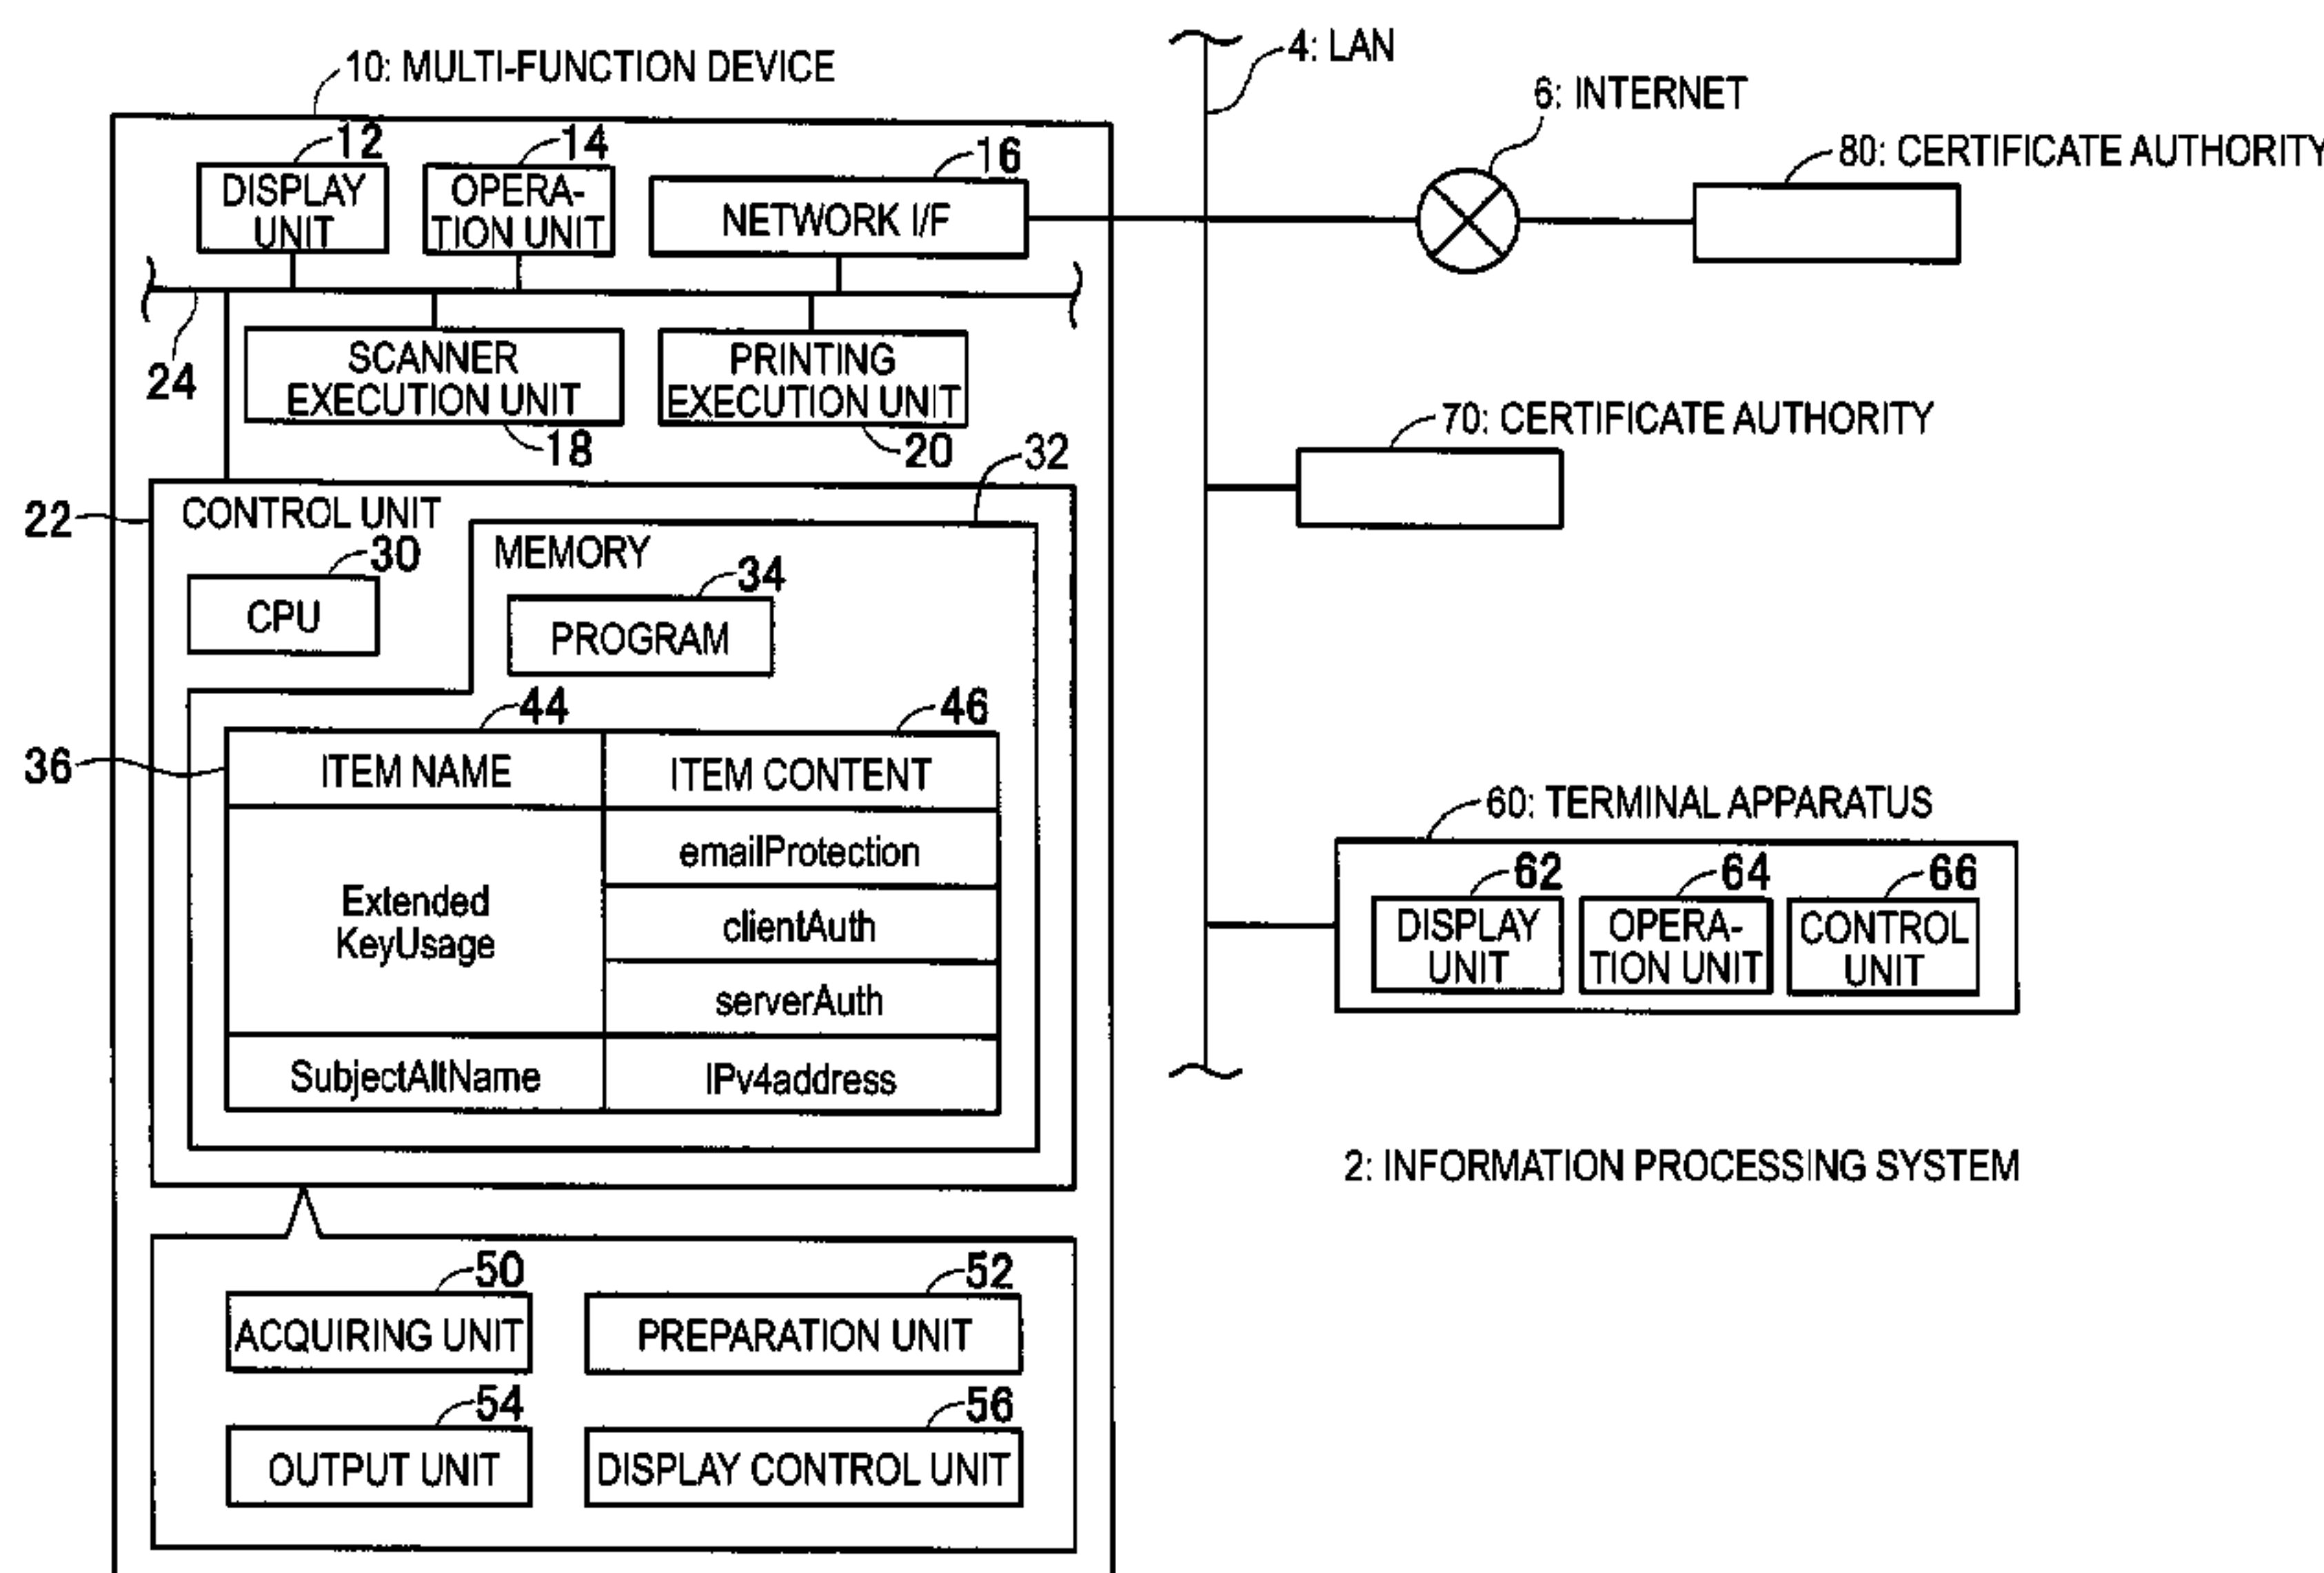 10: MULTI-FUNCTION DEVICE
4: LAN
6: INTERNET
80: CERTIFICATE AUTHORITY
12
14
16
DISPLAY
UNIT
OPERA-
TION UNIT
NETWORK I/F
24
SCANNER
EXECUTION UNIT
PRINTING
EXECUTION UNIT
18
20
70: CERTIFICATE AUTHORITY
32
22
CONTROL UNIT
30
CPU
MEMORY
34
PROGRAM
44
46
36
ITEM NAME
ITEM CONTENT
Extended
KeyUsage
emailProtection
clientAuth
serverAuth
SubjectAltName
IPv4address
60: TERMINAL APPARATUS
62
64
66
DISPLAY
UNIT
OPERA-
TION UNIT
CONTROL
UNIT
2: INFORMATION PROCESSING SYSTEM
50
52
ACQUIRING UNIT
PREPARATION UNIT
54
56
OUTPUT UNIT
DISPLAY CONTROL UNIT